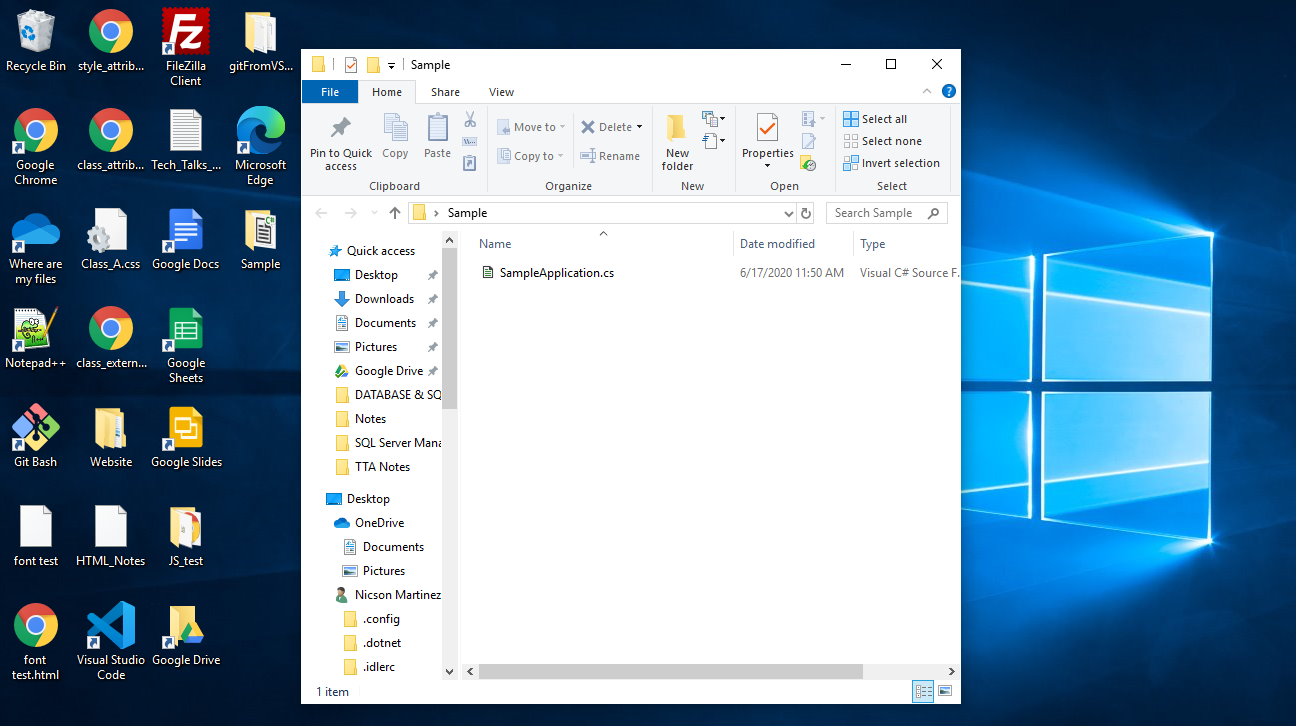 Recycle Bin
style_attrib...
FileZilla
Client
gitFromVS...
Google
Chrome
class_attrib...
Tech_Talks_...
Microsoft
Edge
Where are
my files
Class_A.css
Google Docs
Sample
Notepad++
class_extern...
Google
Sheets
Git Bash
Website
Google Slides
font test
HTML_Notes
JS_test
font
test.html
Visual Studio
Code
Google Drive
Sample
File
Home
Share
View
Pin to Quick
access
Copy
Paste
Clipboard
Move to
Copy to
Delete
Rename
Organize
New
folder
New
Properties
Open
Select all
Select none
Invert selection
Select
Sample
Search Sample
Quick access
Desktop
Downloads
Documents
Pictures
Google Drive
DATABASE & SQ
Notes
SQL Server Mana
TTA Notes
Desktop
OneDrive
Documents
Pictures
Nicson Martinez
.config
.dotnet
.idlerc
Name
Date modified
Type
SampleApplication.cs
6/17/2020 11:50 AM
Visual C# Source F.
1 item